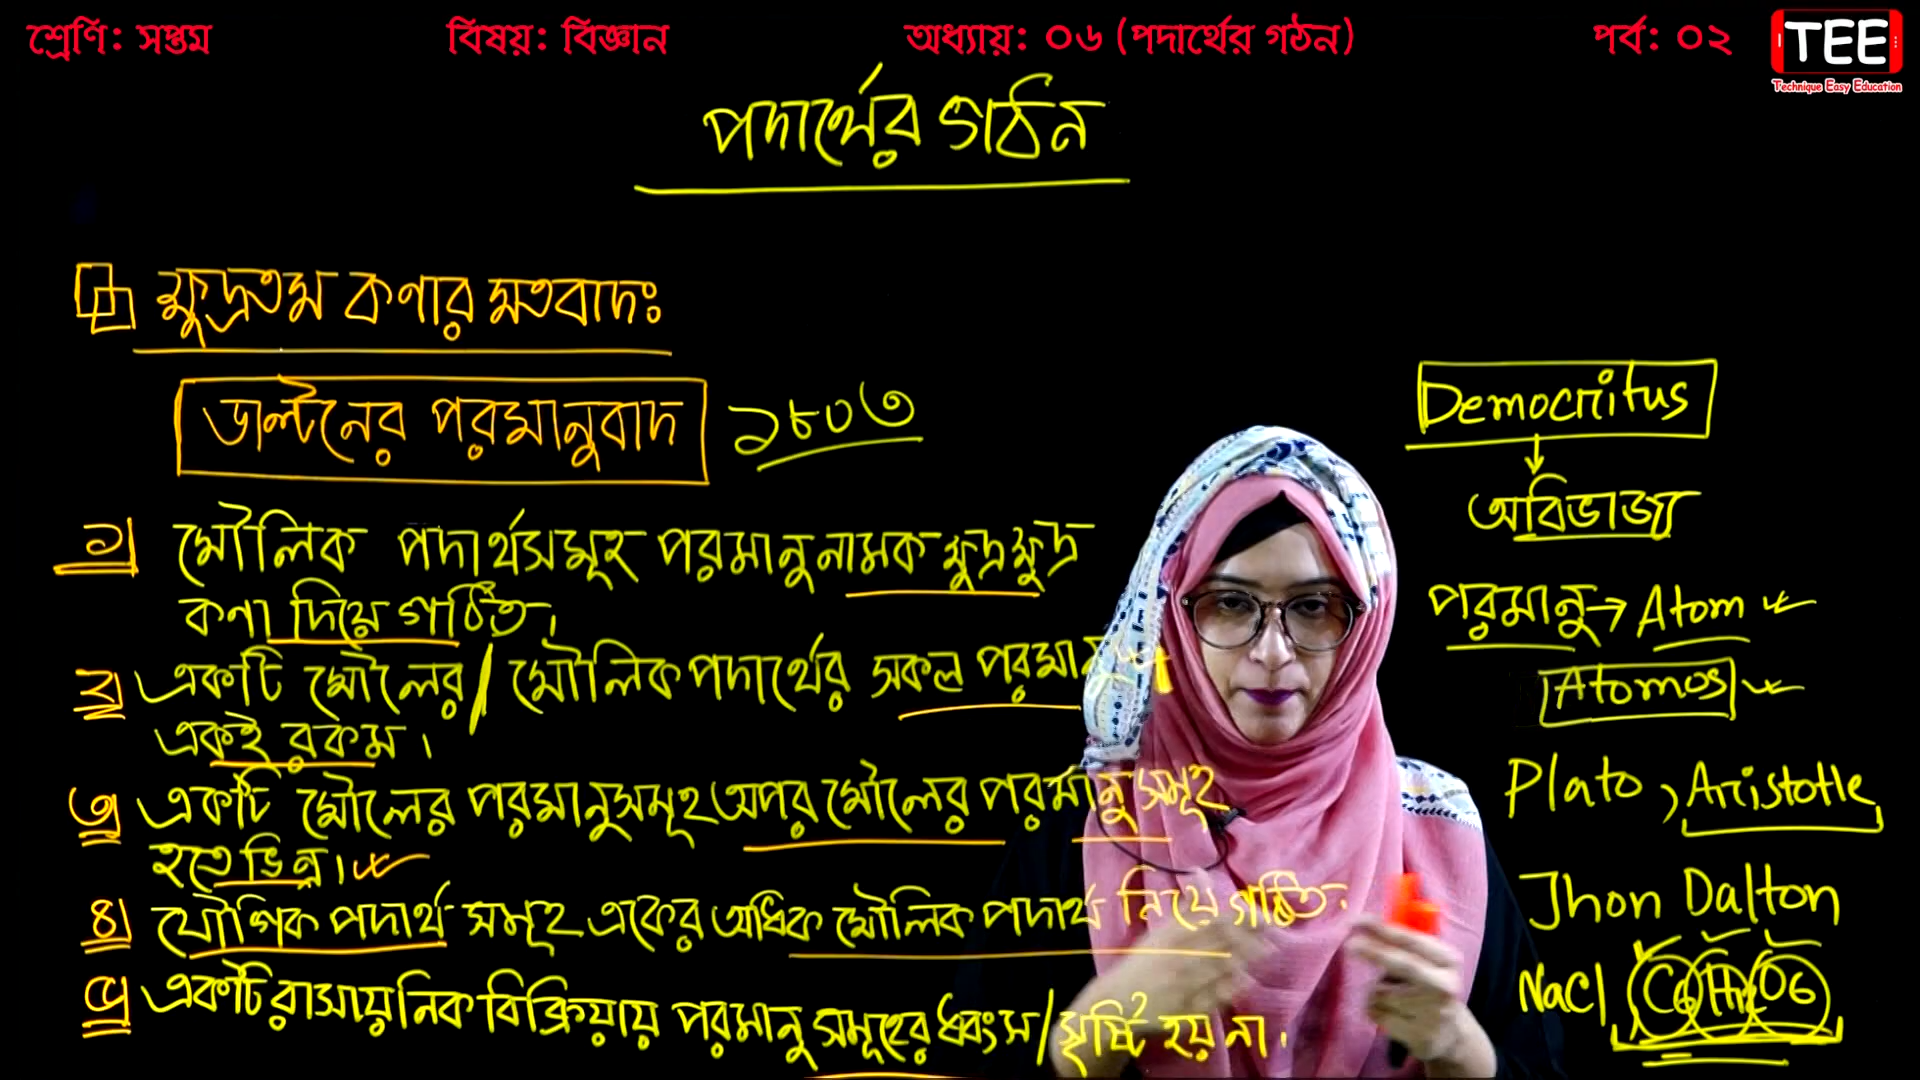 শ্রেণি: সপ্তম
বিষয়: বিজ্ঞান
অধ্যায়: ০৬ (পদার্থের গঠন)
পর্ব: ০২
TEE
Technique Easy Education
পদার্থের গঠন
ক্ষুদ্রতম কণার মতবাদঃ
ডাল্টনের পরমানুবাদ ১৮০৩
১। মৌলিক পদার্থসমূহ পরমানু নামক ক্ষুদ্র ক্ষুদ্র
কণা দিয়ে গঠিত।
২। একটি মৌলের / মৌলিক পদার্থের সকল
একই রকম।
৩। একটি মৌলের পরমানুসমূহ অপর মৌলের পরমানু সমূহ
হতে ভিন্ন।
৪। যৌগিক পদার্থ সমূহ একের অধিক মৌলিক পদার্থ নিয়ে গঠিত।
৫। একটি রাসায়নিক বিক্রিয়ায় পরমানু সমূহের ধ্বংস / সৃষ্টি হয় না।
Democritus
অবিভাজ্য
পরমানু → Atom
Atomos
Plato, Aristotle
Jhon Dalton
NaCl C6H12O6